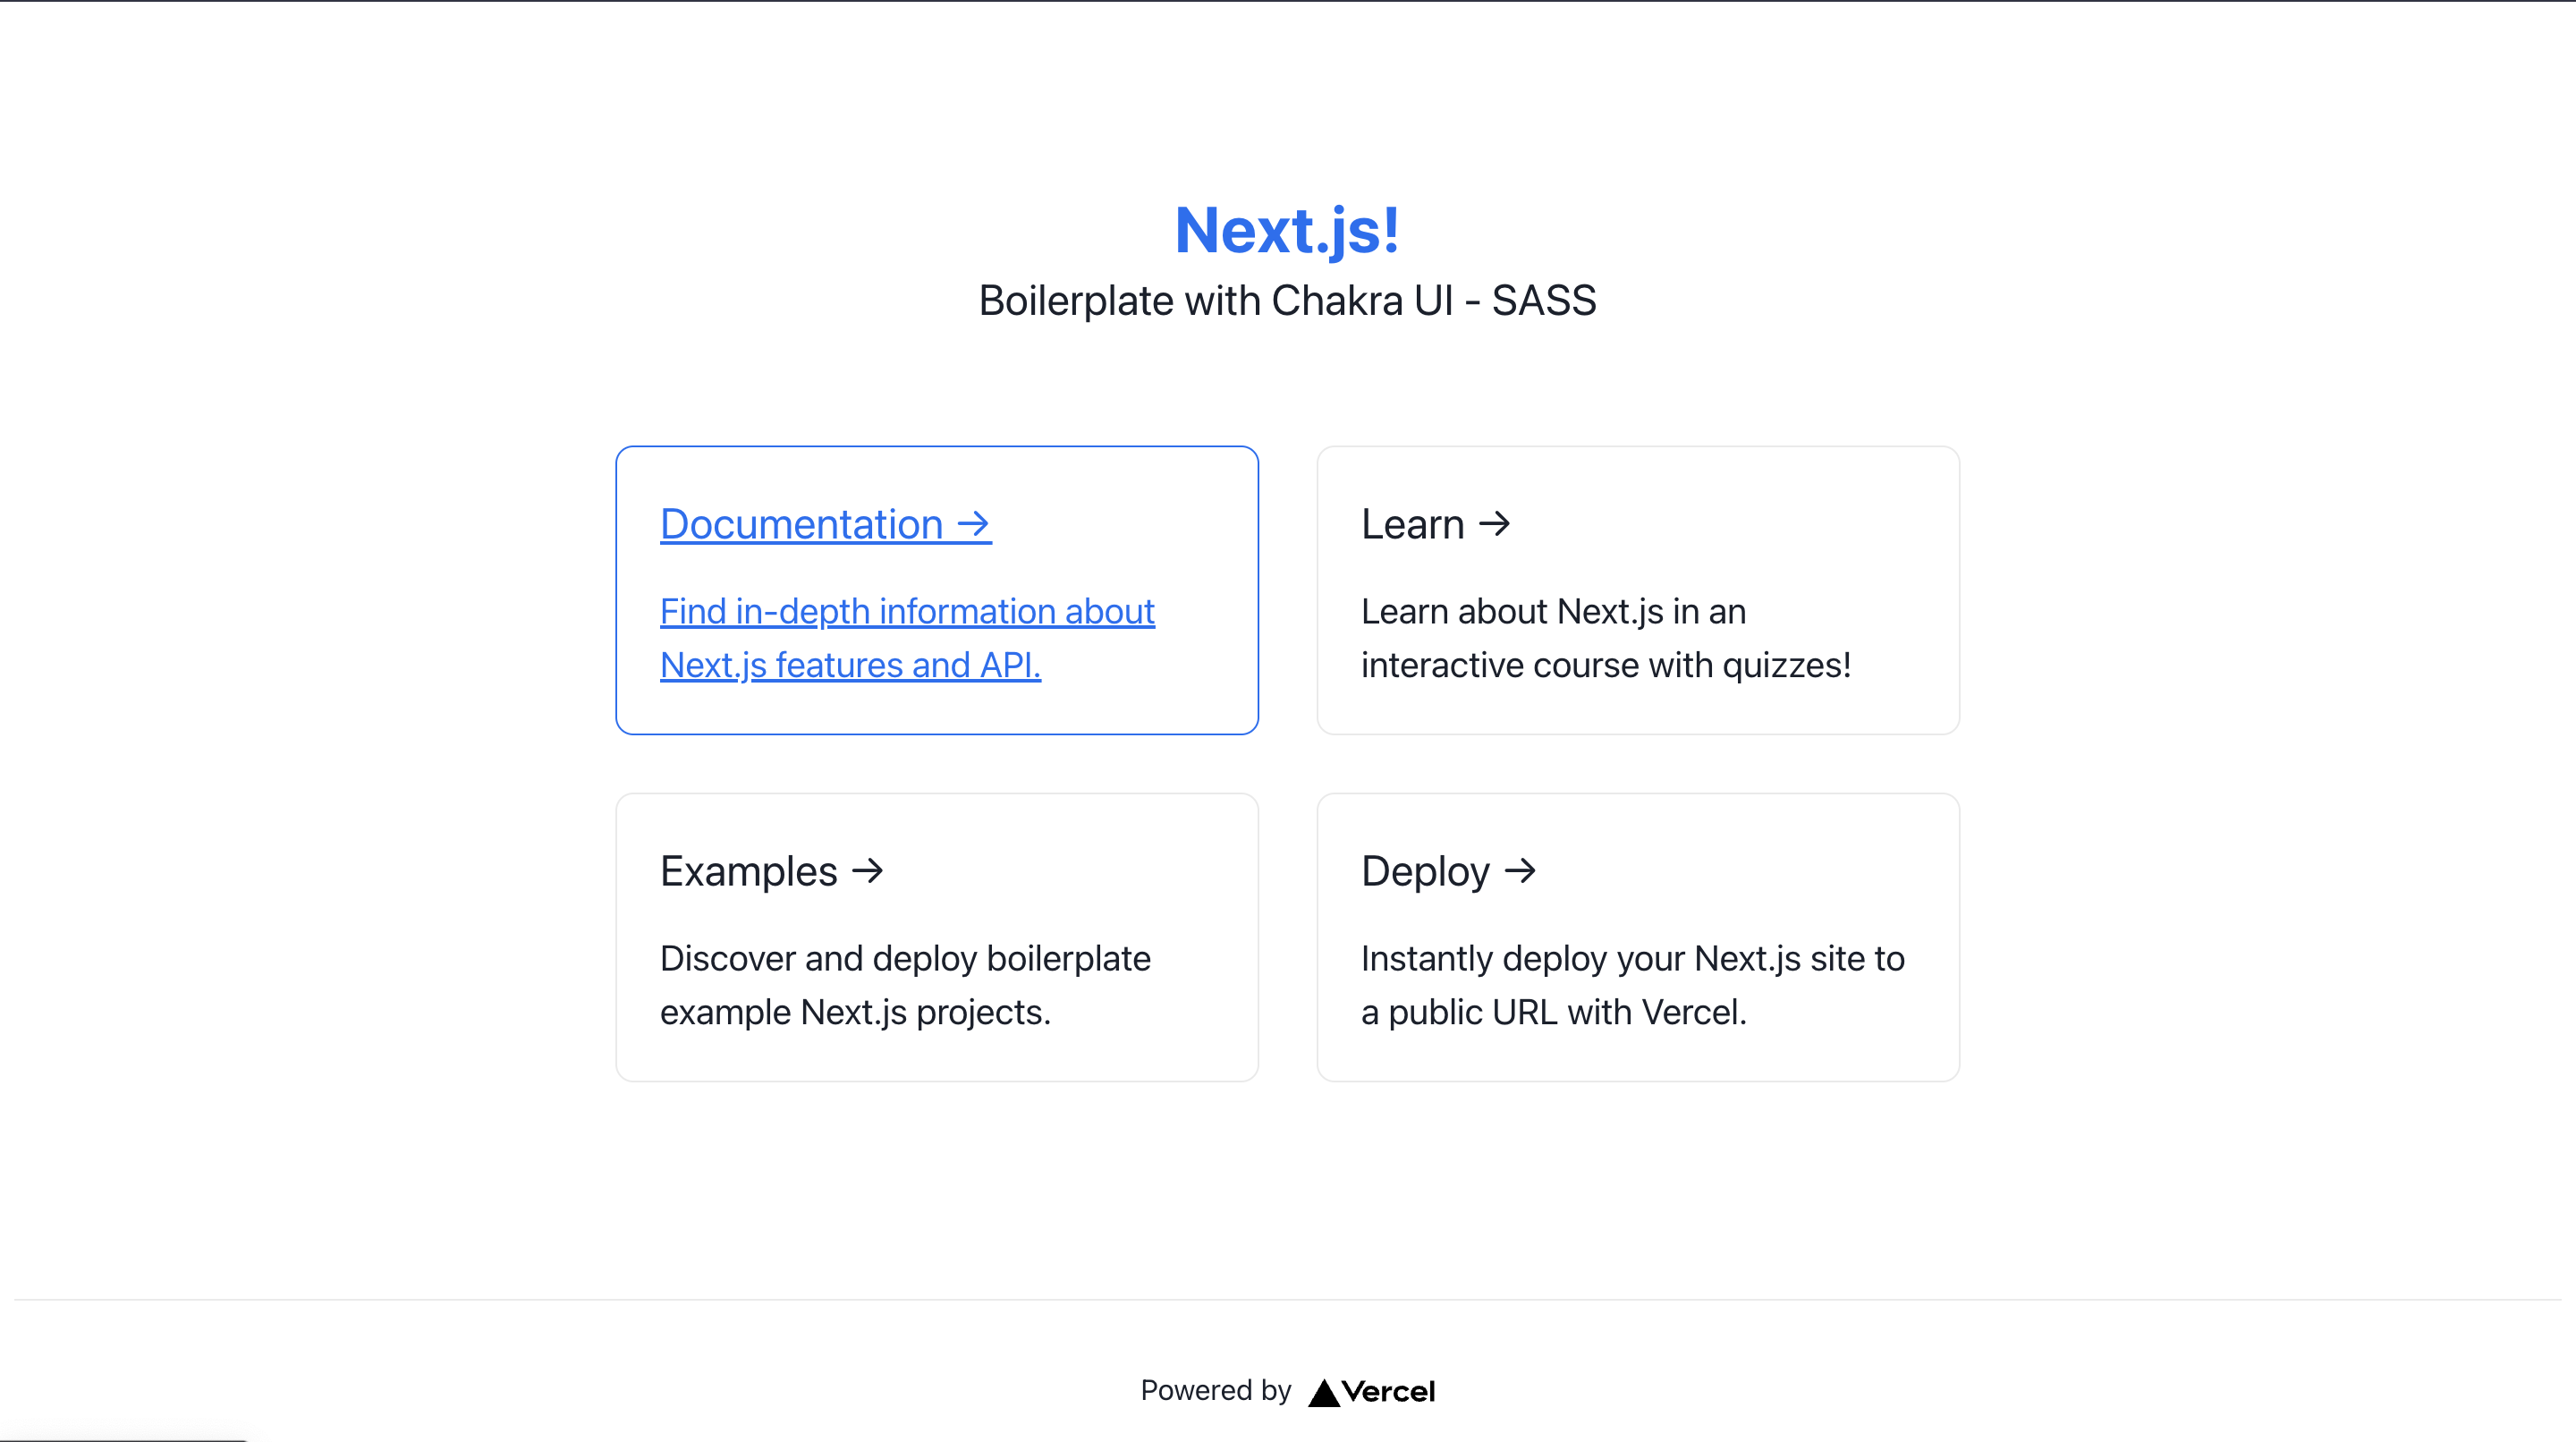 Next.js!
Boilerplate with Chakra UI - SASS
Documentation →
Find in-depth information about
Next.js features and API.
Learn →
Learn about Next.js in an
interactive course with quizzes!
Examples →
Discover and deploy boilerplate
example Next.js projects.
Deploy →
Instantly deploy your Next.js site to
a public URL with Vercel.
Powered by Vercel